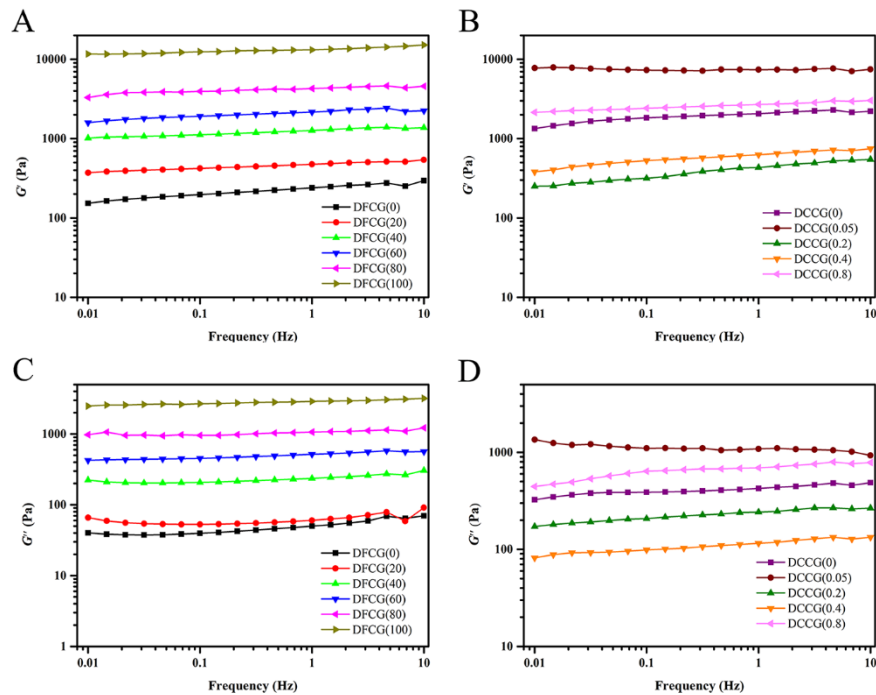 A
10000
1000
100
10
G' (Pa)
DFCG(0)
DFCG(20)
DFCG(40)
DFCG(60)
DFCG(80)
DFCG(100)
0.01
0.1
1
10
Frequency (Hz)
B
10000
1000
100
10
G' (Pa)
DCCG(0)
DCCG(0.05)
DCCG(0.2)
DCCG(0.4)
DCCG(0.8)
0.01
0.1
1
10
Frequency (Hz)
C
1000
100
10
1
G'' (Pa)
DFCG(0)
DFCG(20)
DFCG(40)
DFCG(60)
DFCG(80)
DFCG(100)
0.01
0.1
1
10
Frequency (Hz)
D
1000
100
10
G'' (Pa)
DCCG(0)
DCCG(0.05)
DCCG(0.2)
DCCG(0.4)
DCCG(0.8)
0.01
0.1
1
10
Frequency (Hz)